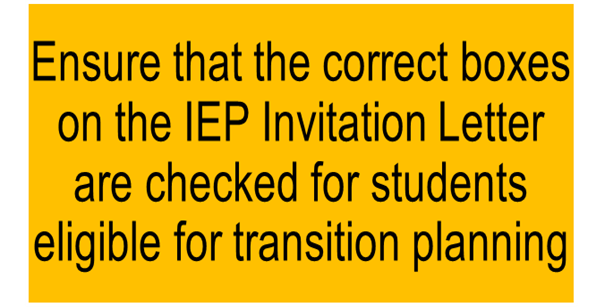 Ensure that the correct boxes
on the IEP Invitation Letter
are checked for students
eligible for transition planning